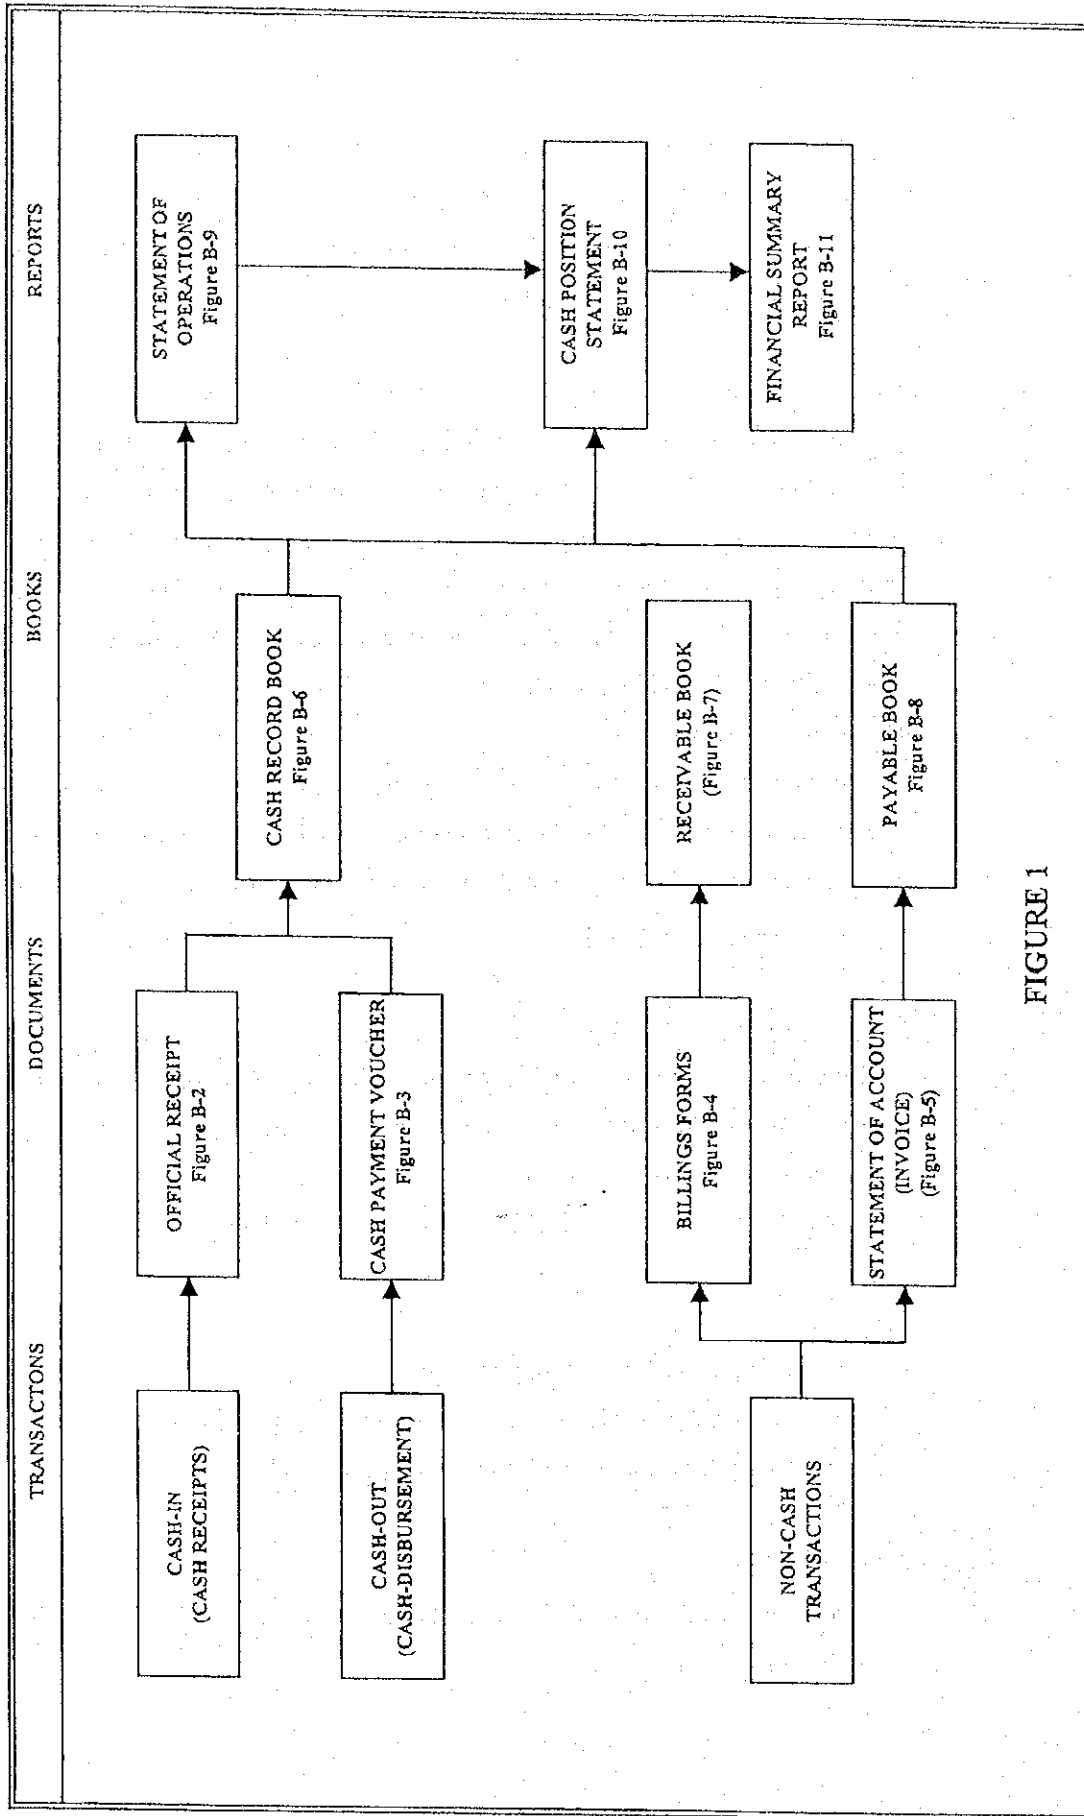 TRANSACTONS
DOCUMENTS
BOOKS
REPORTS
CASH-IN
(CASH RECEIPTS)
OFFICIAL RECEIPT
Figure B-2
CASH RECORD BOOK
Figure B-6
STATEMENT OF
OPERATIONS
Figure B-9
CASH-OUT
(CASH-DISBURSEMENT)
CASH PAYMENT VOUCHER
Figure B-3
NON-CASH
TRANSACTIONS
BILLINGS FORMS
Figure B-4
RECEIVABLE BOOK
(Figure B-7)
CASH POSITION
STATEMENT
Figure B-10
STATEMENT OF ACCOUNT
(INVOICE)
(Figure B-5)
PAYABLE BOOK
Figure B-8
FINANCIAL SUMMARY
REPORT
Figure B-11
FIGURE 1